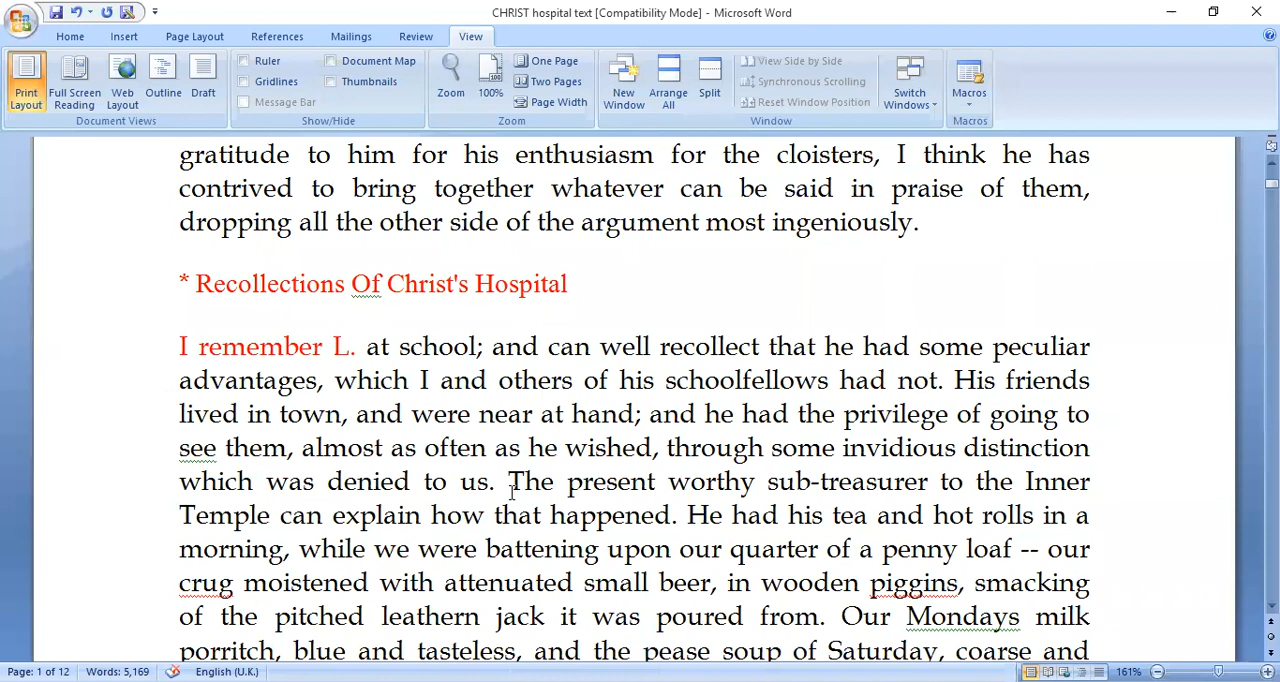 CHRIST hospital text [Compatibility Mode] - Microsoft Word
Home Insert Page Layout References Mailings Review View
Print Layout
Full Screen Reading
Web Layout
Outline
Draft
Document Views
Ruler
Gridlines
Message Bar
Document Map
Thumbnails
Show/Hide
Zoom
100%
One Page
Two Pages
Page Width
Zoom
New Window
Arrange All
Split
View Side by Side
Synchronous Scrolling
Reset Window Position
Window
Switch Windows
Macros
Macros
gratitude to him for his enthusiasm for the cloisters, I think he has
contrived to bring together whatever can be said in praise of them,
dropping all the other side of the argument most ingeniously.
* Recollections Of Christ's Hospital
I remember L. at school; and can well recollect that he had some peculiar
advantages, which I and others of his schoolfellows had not. His friends
lived in town, and were near at hand; and he had the privilege of going to
see them, almost as often as he wished, through some invidious distinction
which was denied to us. The present worthy sub-treasurer to the Inner
Temple can explain how that happened. He had his tea and hot rolls in a
morning, while we were battening upon our quarter of a penny loaf -- our
crug moistened with attenuated small beer, in wooden piggins, smacking
of the pitched leathern jack it was poured from. Our Mondays milk
porritch, blue and tasteless, and the pease soup of Saturday, coarse and
Page: 1 of 12 Words: 5,169 English (U.K.) 161%